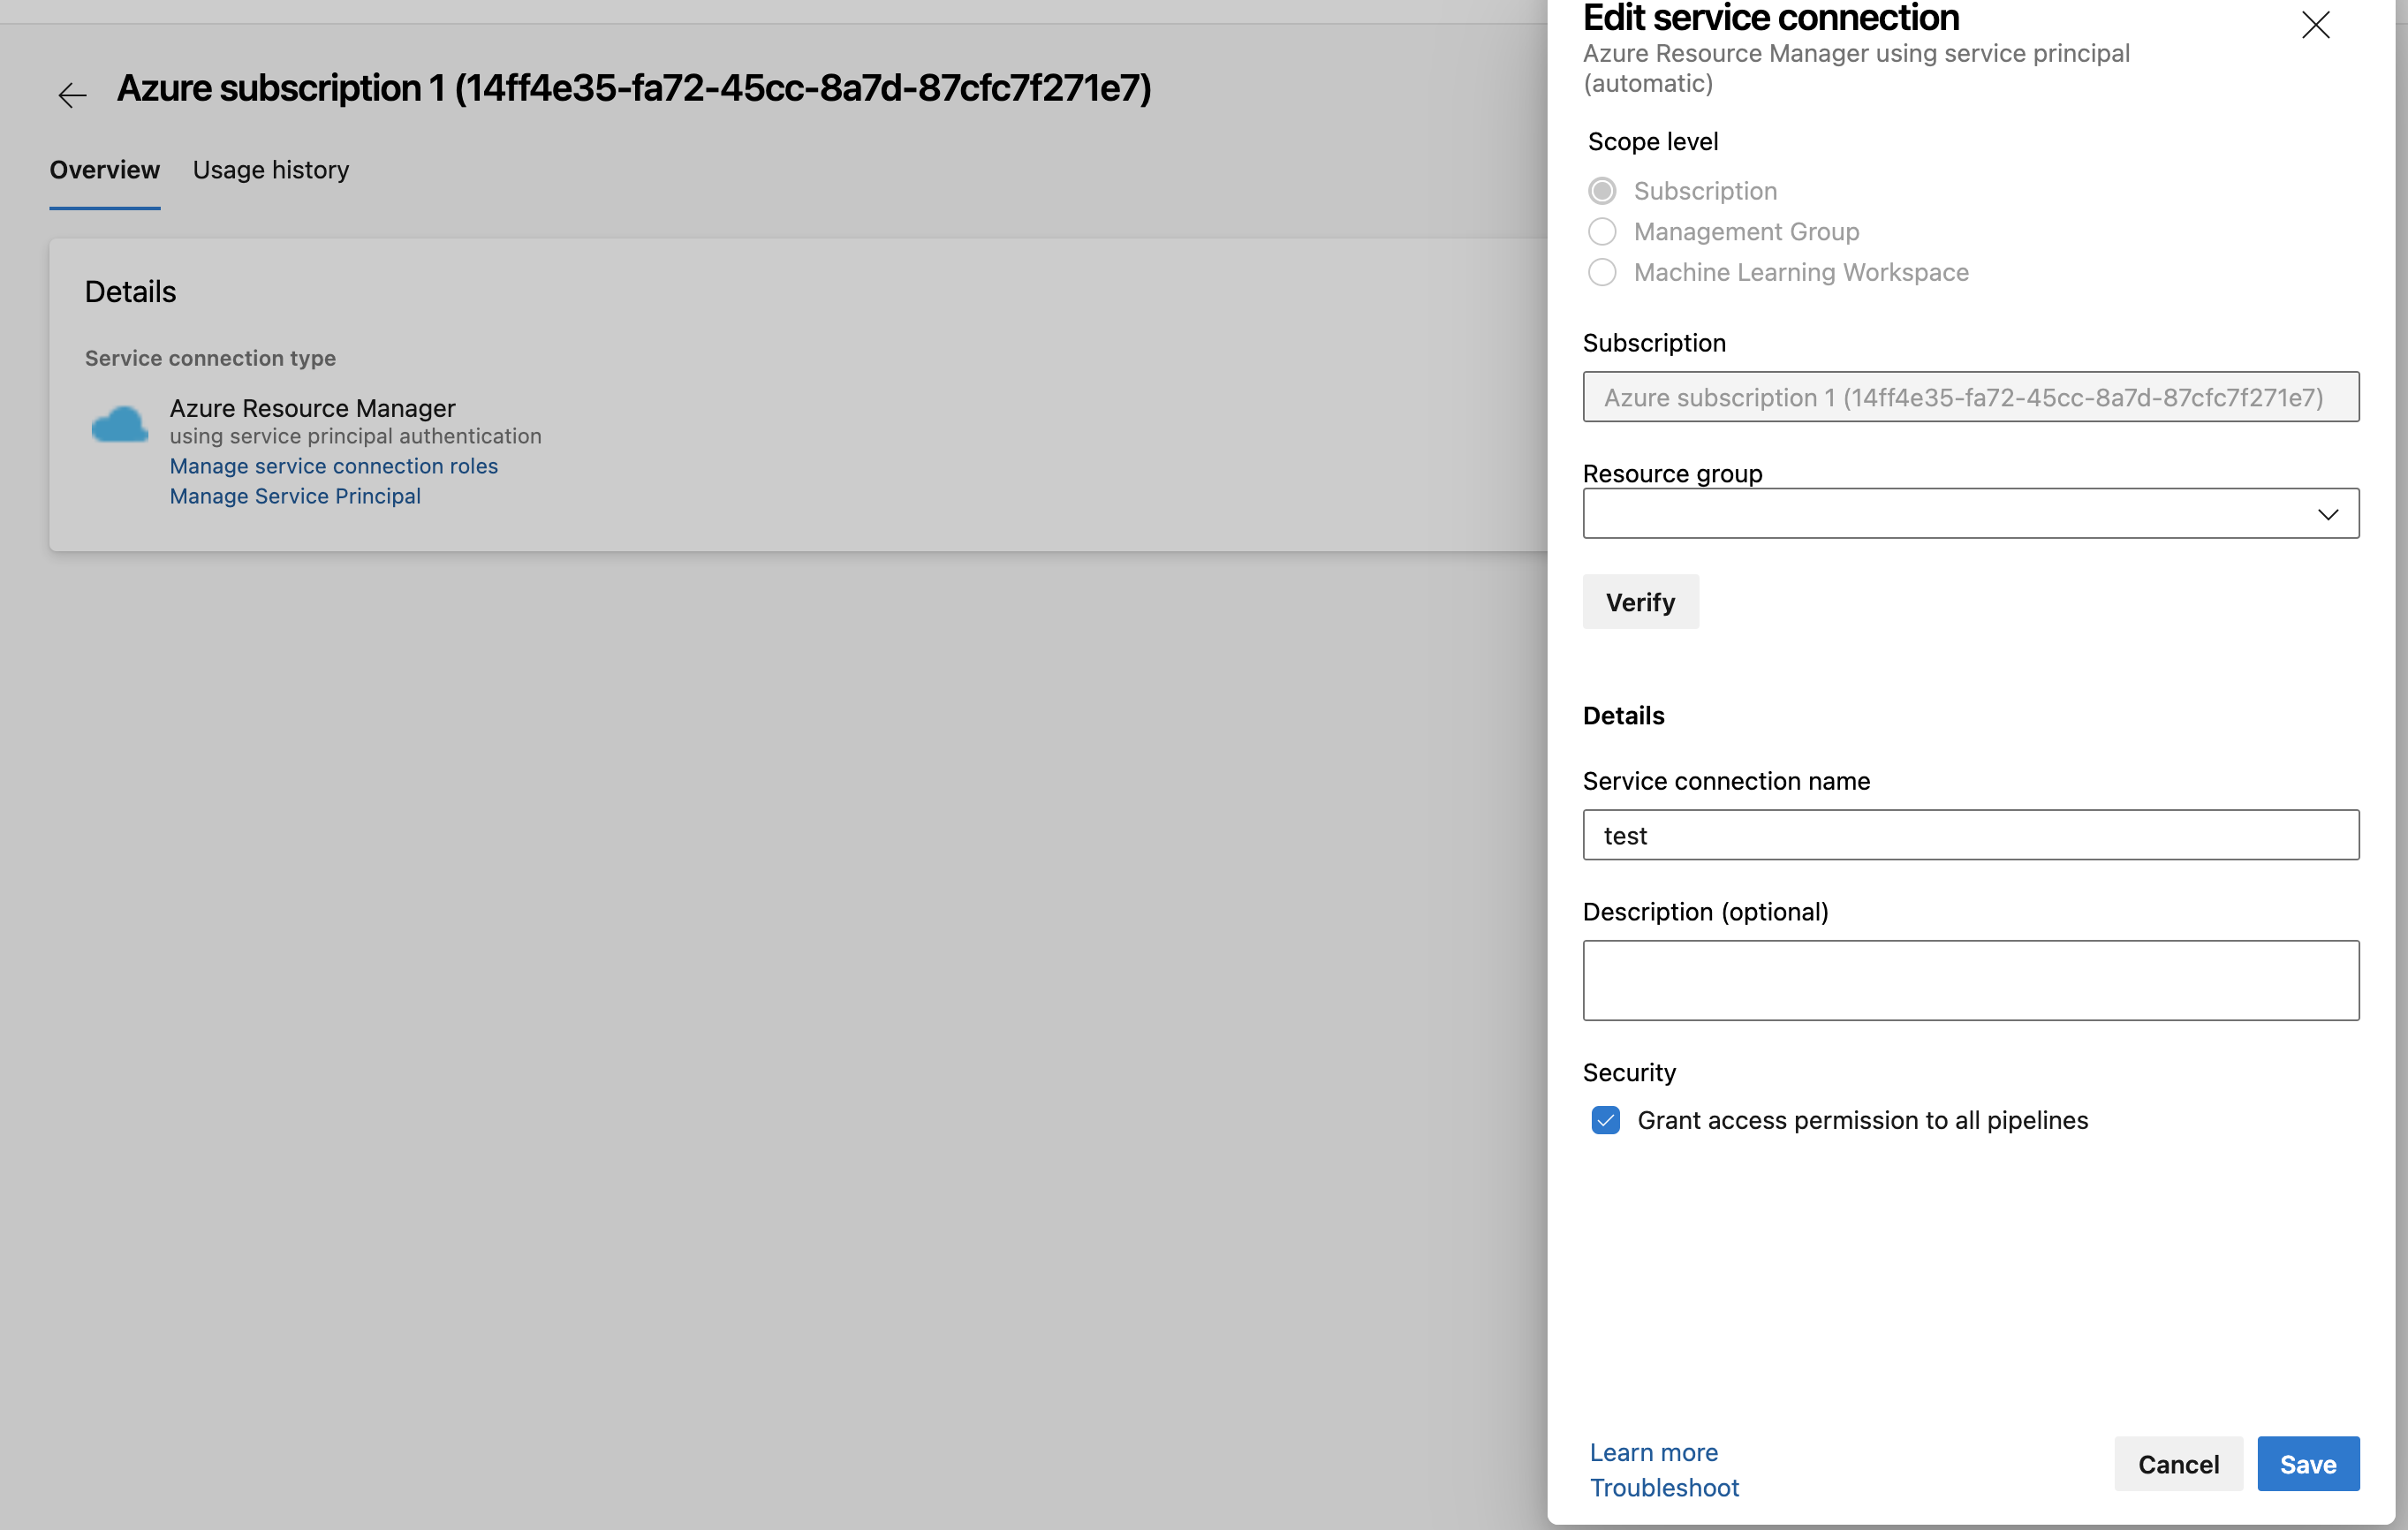 Azure subscription 1 (14ff4e35-fa72-45cc-8a7d-87cfc7f271e7)
Overview
Usage history
Details
Service connection type
Azure Resource Manager
using service principal authentication
Manage service connection roles
Manage Service Principal
Edit service connection
Azure Resource Manager using service principal
(automatic)
Scope level
Subscription
Management Group
Machine Learning Workspace
Subscription
Azure subscription 1 (14ff4e35-fa72-45cc-8a7d-87cfc7f271e7)
Resource group
Verify
Details
Service connection name
test
Description (optional)
Security
Grant access permission to all pipelines
Learn more
Troubleshoot
Cancel
Save